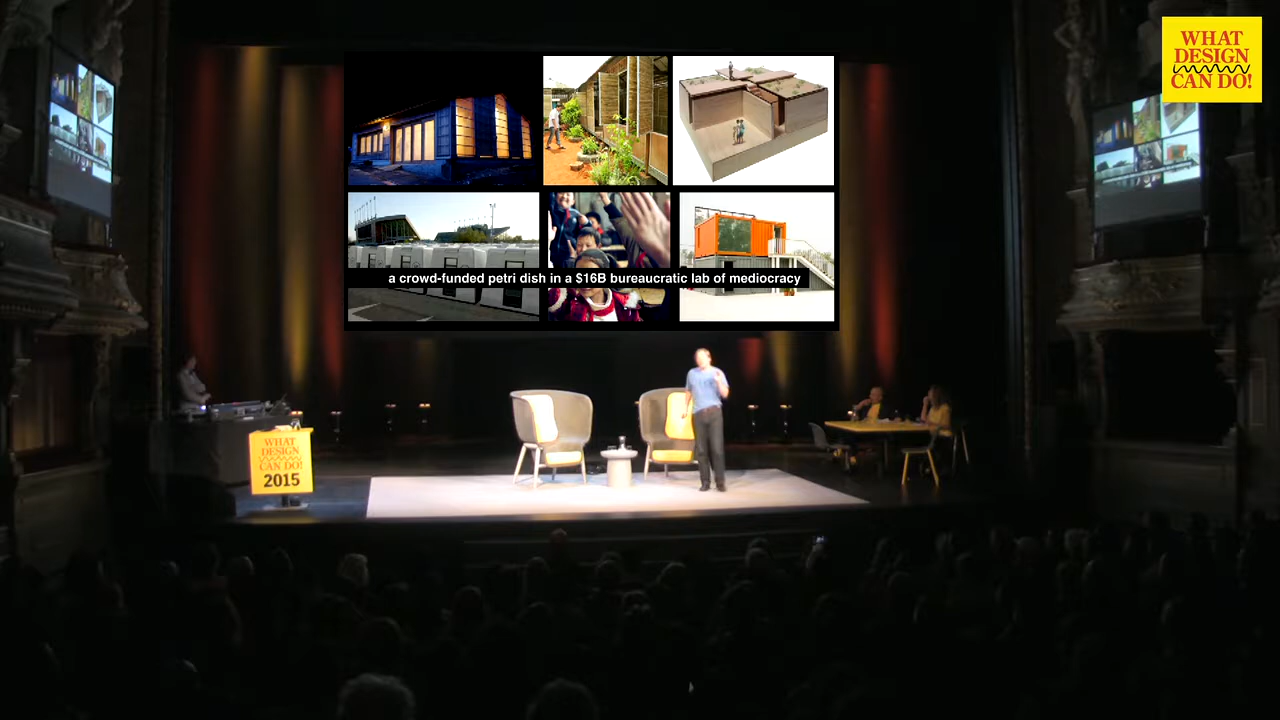 WHAT
DESIGN
CAN DO!
a crowd-funded petri dish in a $16B bureaucratic lab of mediocracy
WHAT
DESIGN
CAN DO!
2015